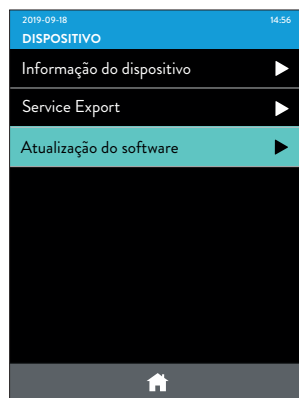 2019-09-18 14:56
DISPOSITIVO
Informação do dispositivo
Service Export
Atualização do software